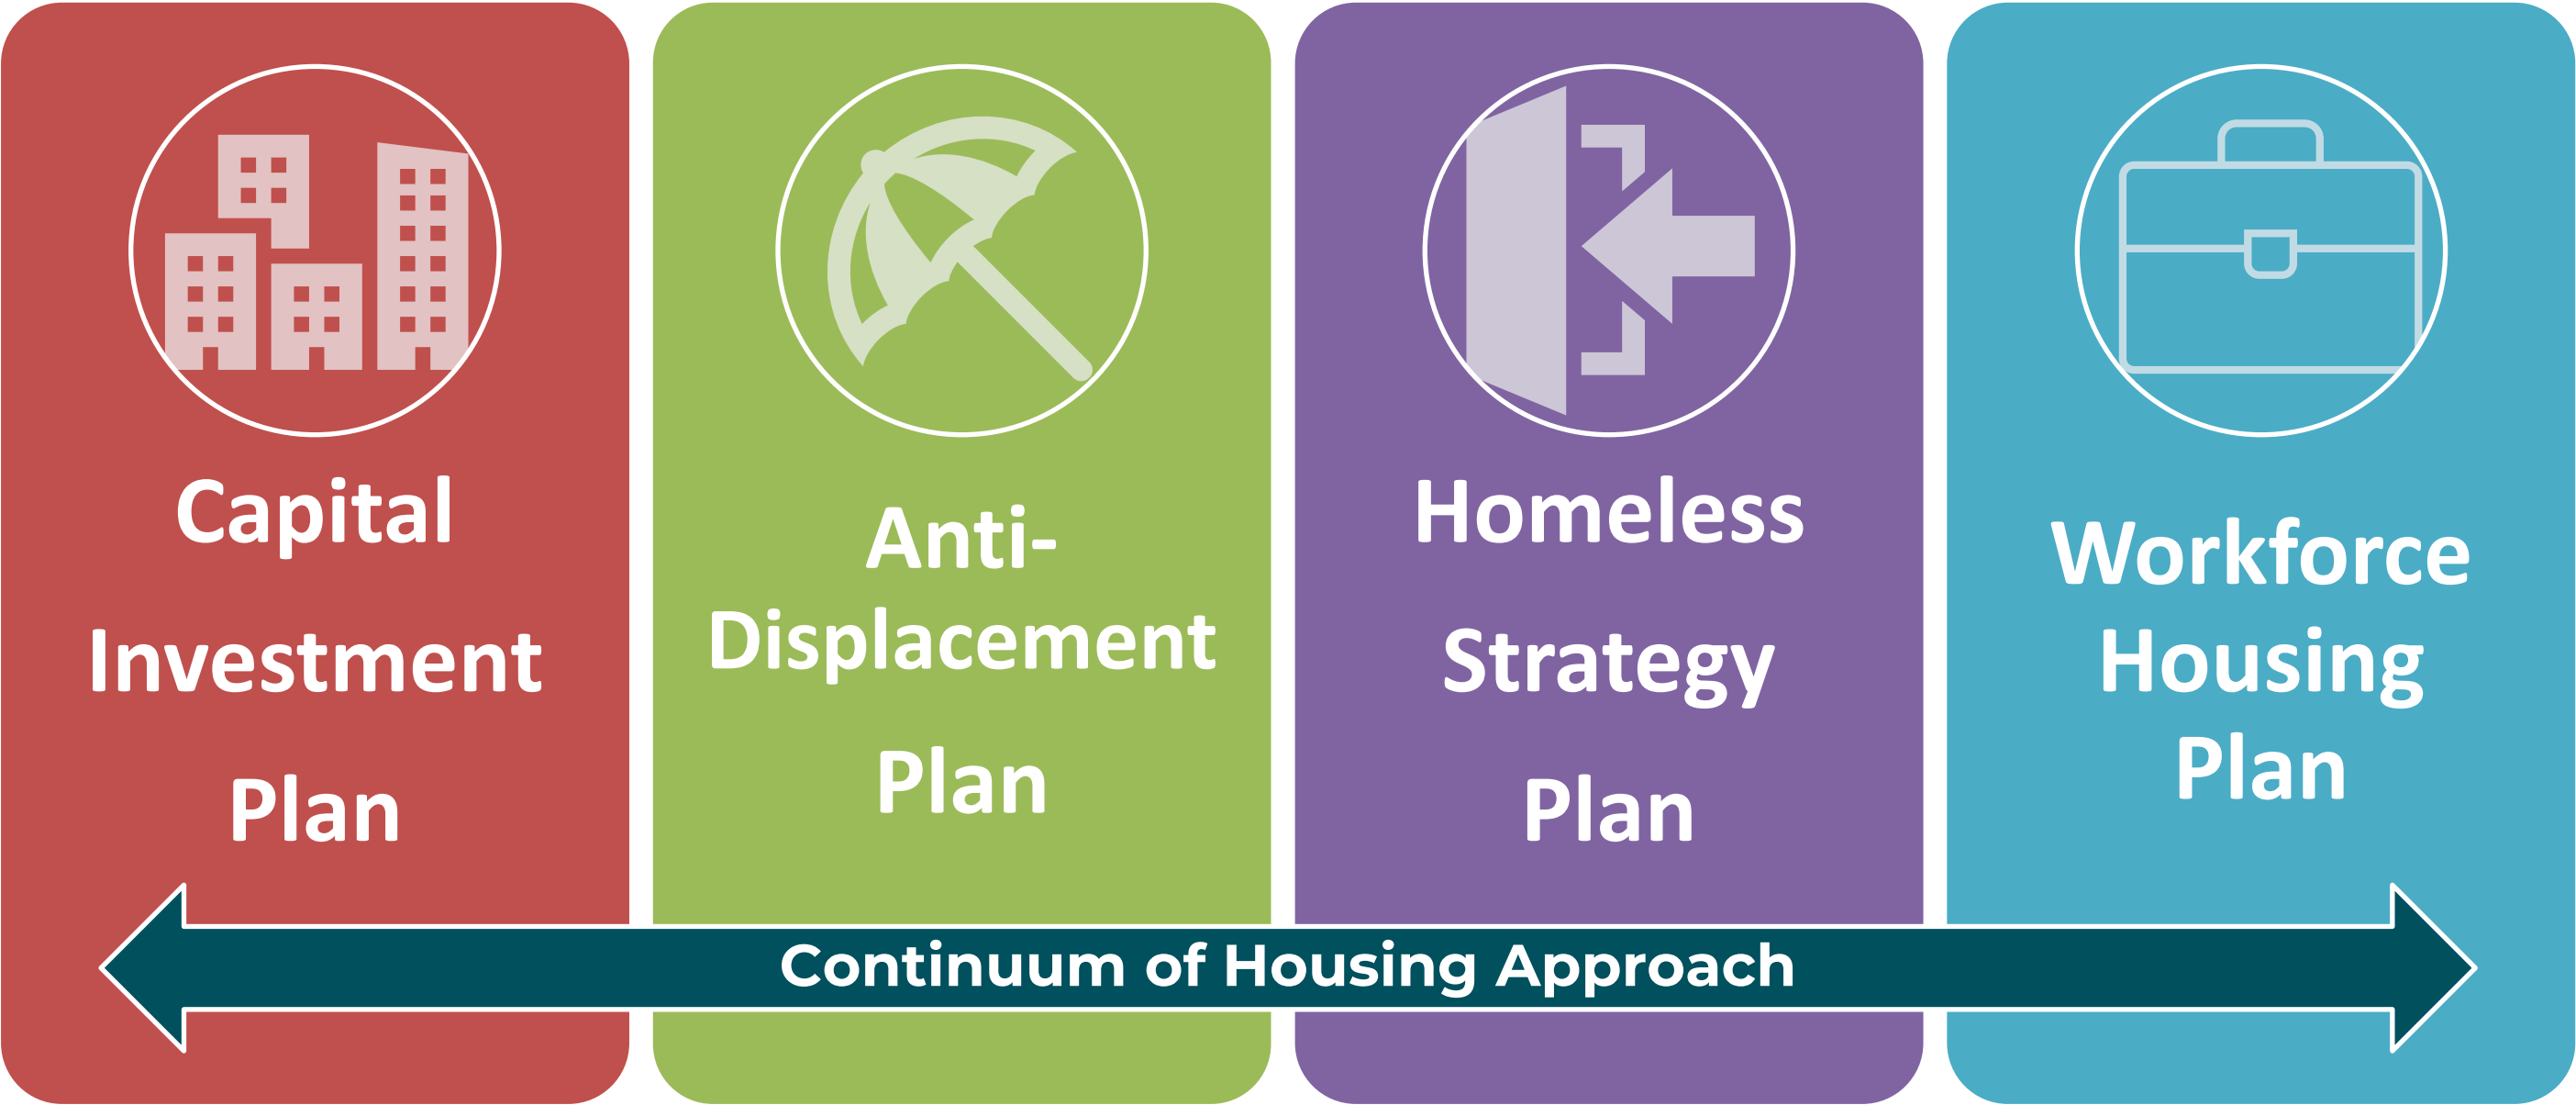 Capital
Investment
Plan
Anti-
Displacement
Plan
Homeless
Strategy
Plan
Workforce
Housing
Plan
Continuum of Housing Approach